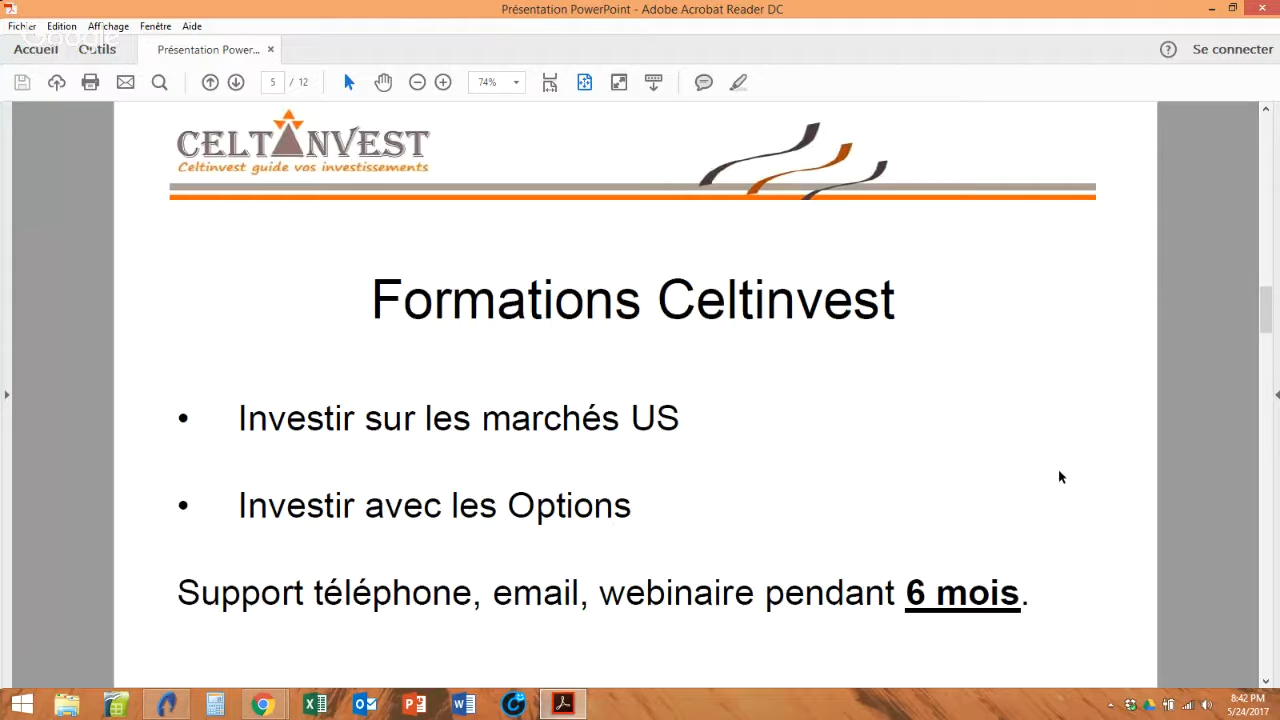 Présentation PowerPoint - Adobe Acrobat Reader DC
Fichier Edition Affichage Fenêtre Aide
Google
Accueil Outils Présentation Power... × Se connecter
5 / 12 74%
CELTINVEST
Celtinvest guide vos investissements
Formations Celtinvest
• Investir sur les marchés US
• Investir avec les Options
Support téléphone, email, webinaire pendant 6 mois.
8:42 PM
5/24/2017